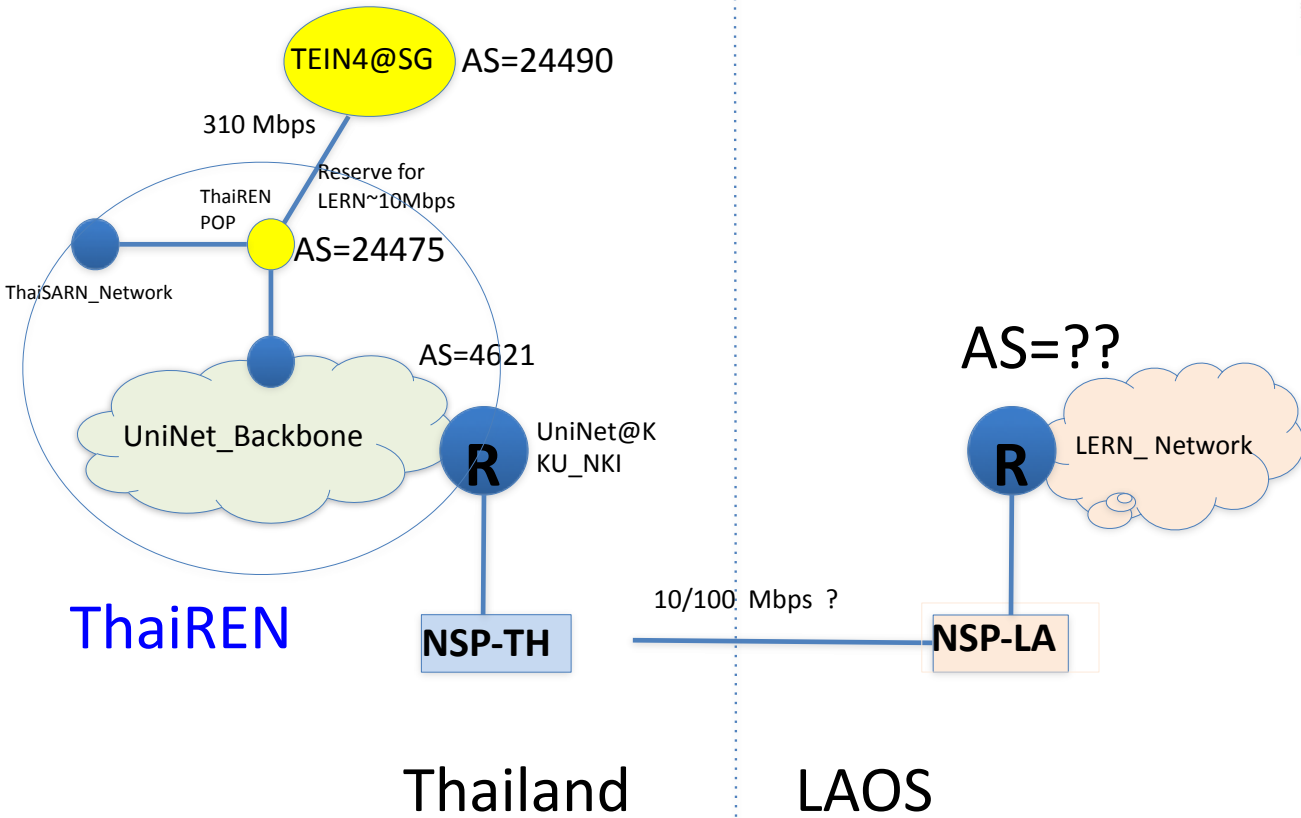 TEIN4@SG
AS=24490
310 Mbps
Reserve for
LERN~10Mbps
ThaiREN
POP
AS=24475
ThaiSARN_Network
AS=4621
UniNet_Backbone
R
UniNet@K
KU_NKI
AS=??
R
LERN_ Network
ThaiREN
NSP-TH
10/100 Mbps ?
NSP-LA
Thailand
LAOS